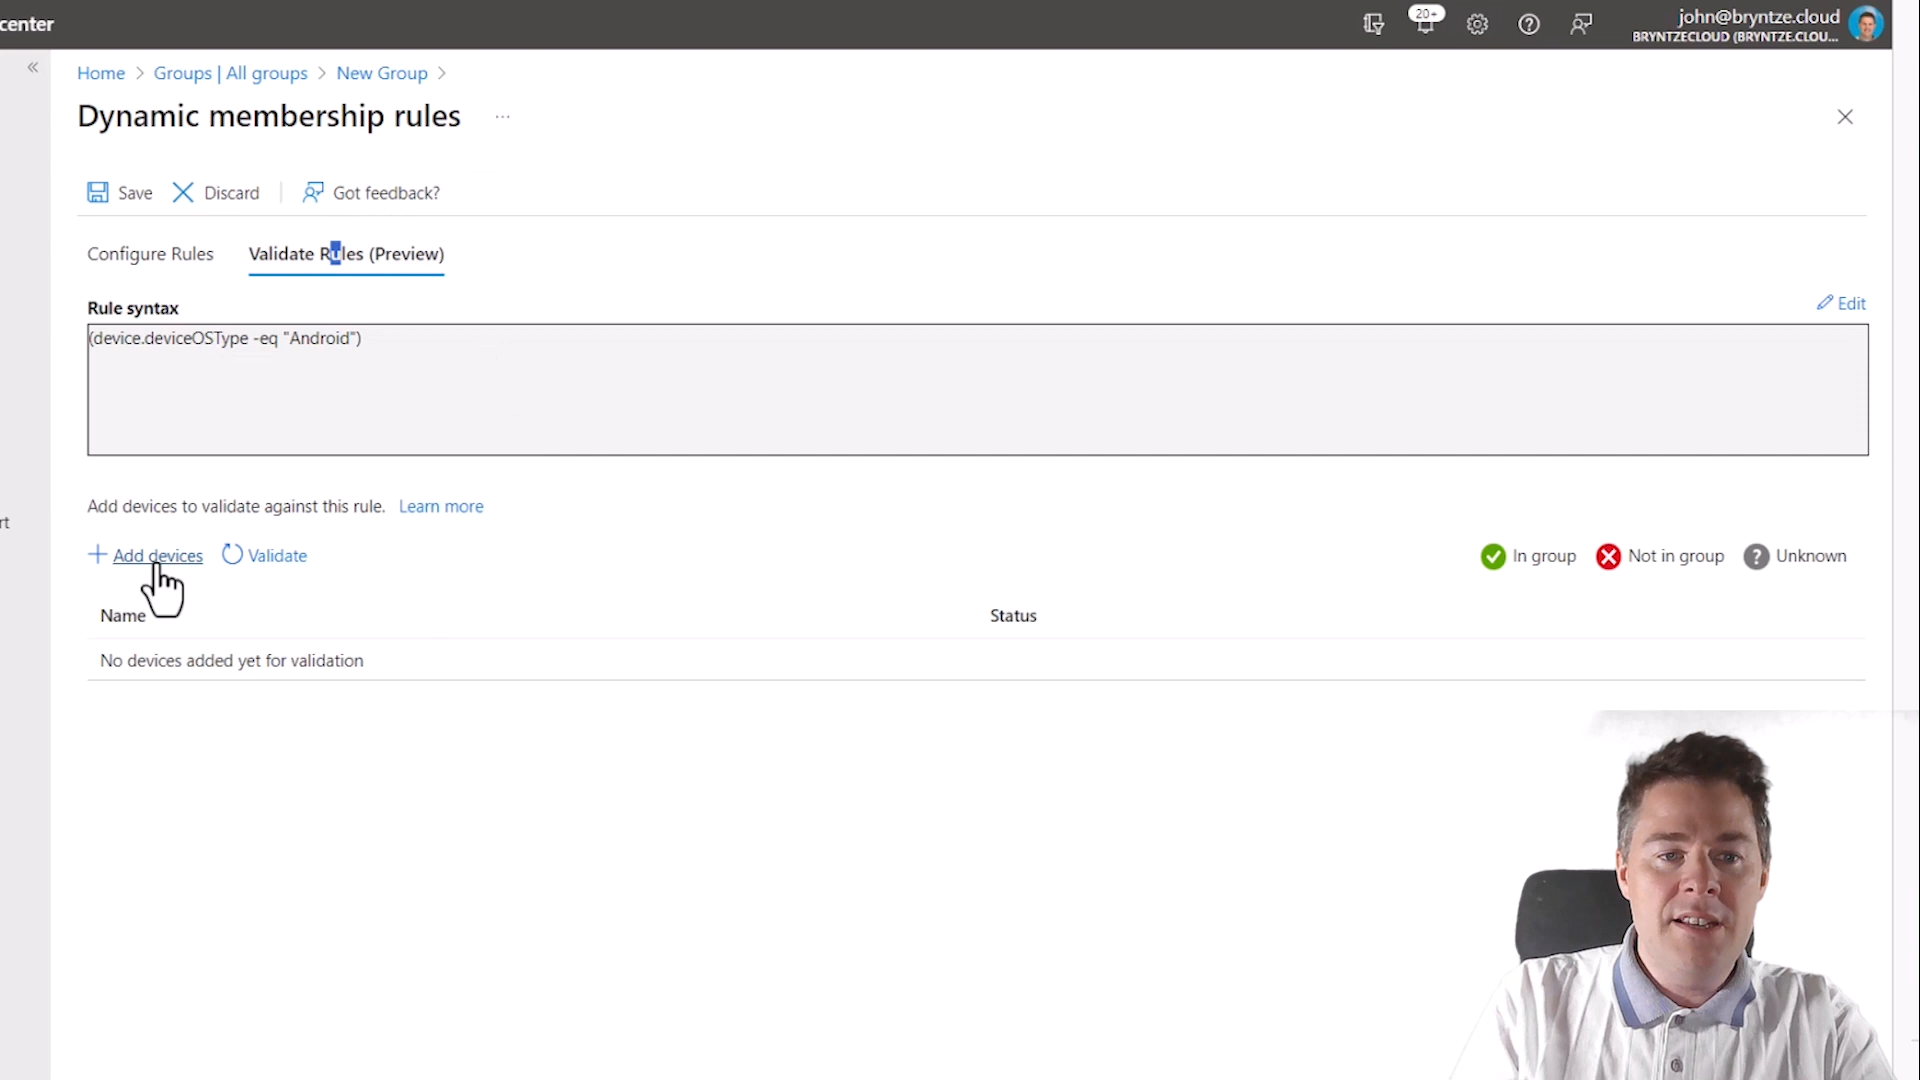 center
20+
john@bryntze.cloud
BRYNTZECLOUD (BRYNTZE.CLOU...
Home > Groups | All groups > New Group >
Dynamic membership rules ...
Save Discard Got feedback?
Configure Rules Validate Rules (Preview)
Rule syntax
Edit
(device.deviceOSType -eq "Android")
Add devices to validate against this rule. Learn more
rt
Add devices Validate
In group Not in group Unknown
Name Status
No devices added yet for validation